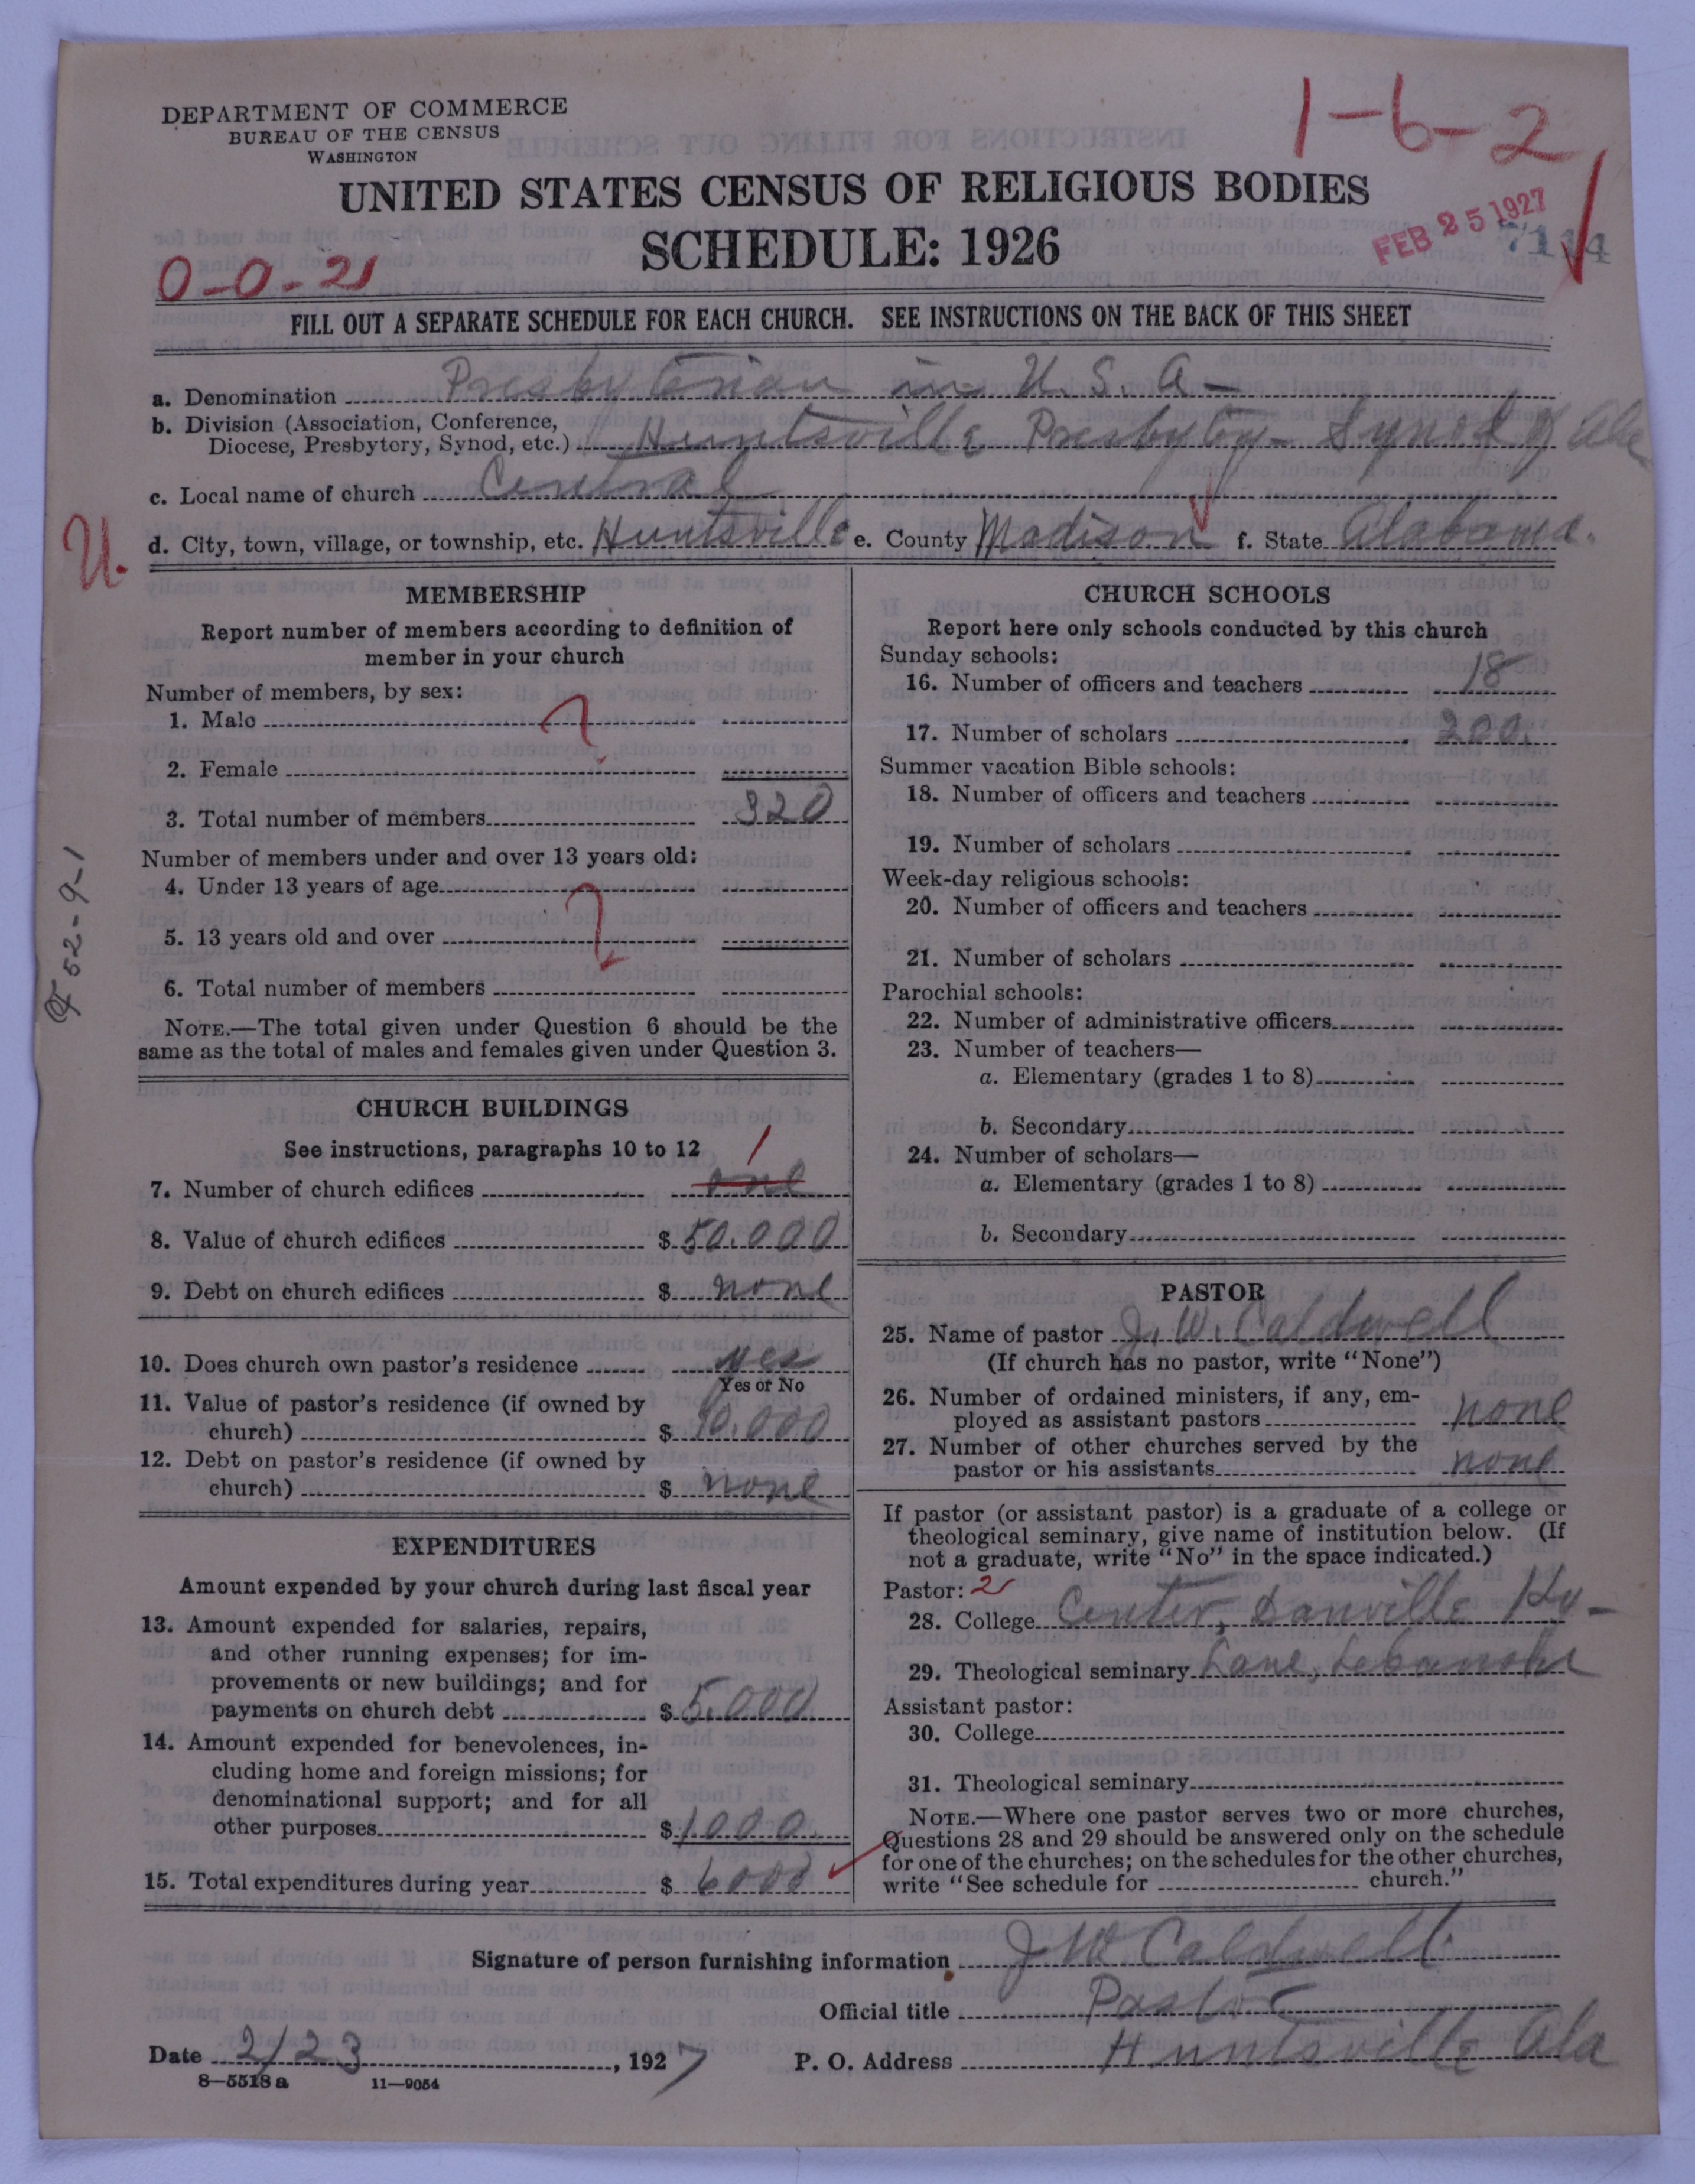 DEPARTMENT OF COMMERCE
BUREAU OF THE CENSUS
WASHINGTON
1-6-2
UNITED STATES CENSUS OF RELIGIOUS BODIES
SCHEDULE: 1926
FEB 25 1927
7114
0-0-21
FILL OUT A SEPARATE SCHEDULE FOR EACH CHURCH. SEE INSTRUCTIONS ON THE BACK OF THIS SHEET
a. Denomination Presbyterian in U.S.A-
b. Division (Association, Conference,
Diocese, Presbytery, Synod, etc.) Huntsville Presbytery- Synod of Ala
c. Local name of church Central
U.
d. City, town, village, or township, etc. Huntsville e. County Madison f. State Alabama.
52-9-1
MEMBERSHIP
Report number of members according to definition of
member in your church
Number of members, by sex:
1. Male
2. Female
3. Total number of members 320
Number of members under and over 13 years old:
4. Under 13 years of age
5. 13 years old and over
6. Total number of members
NOTE.—The total given under Question 6 should be the
same as the total of males and females given under Question 3.
CHURCH BUILDINGS
See instructions, paragraphs 10 to 12
1
7. Number of church edifices one
8. Value of church edifices $ 50.000
9. Debt on church edifices $ none
10. Does church own pastor's residence yes
Yes or No
11. Value of pastor's residence (if owned by
church) $ 10.000
12. Debt on pastor's residence (if owned by
church) $ none
EXPENDITURES
Amount expended by your church during last fiscal year
13. Amount expended for salaries, repairs,
and other running expenses; for im-
provements or new buildings; and for
payments on church debt $ 5.000
14. Amount expended for benevolences, in-
cluding home and foreign missions; for
denominational support; and for all
other purposes $ 1000
15. Total expenditures during year $ 6000
CHURCH SCHOOLS
Report here only schools conducted by this church
Sunday schools:
16. Number of officers and teachers 18
17. Number of scholars 200.
Summer vacation Bible schools:
18. Number of officers and teachers
19. Number of scholars
Week-day religious schools:
20. Number of officers and teachers
21. Number of scholars
Parochial schools:
22. Number of administrative officers
23. Number of teachers—
a. Elementary (grades 1 to 8)
b. Secondary
24. Number of scholars—
a. Elementary (grades 1 to 8)
b. Secondary
PASTOR
25. Name of pastor J. W. Caldwell
(If church has no pastor, write "None")
26. Number of ordained ministers, if any, em-
ployed as assistant pastors none
27. Number of other churches served by the
pastor or his assistants none
If pastor (or assistant pastor) is a graduate of a college or
theological seminary, give name of institution below. (If
not a graduate, write "No" in the space indicated.)
Pastor: 2
28. College Center, Danville Ky-
29. Theological seminary Lane, Lebanon
Assistant pastor:
30. College
31. Theological seminary
NOTE.—Where one pastor serves two or more churches,
Questions 28 and 29 should be answered only on the schedule
for one of the churches; on the schedules for the other churches,
write "See schedule for church."
Signature of person furnishing information J W Caldwell
Official title Pastor
Date 2/23, 1927
P. O. Address Huntsville Ala
8—5518 a 11—9054